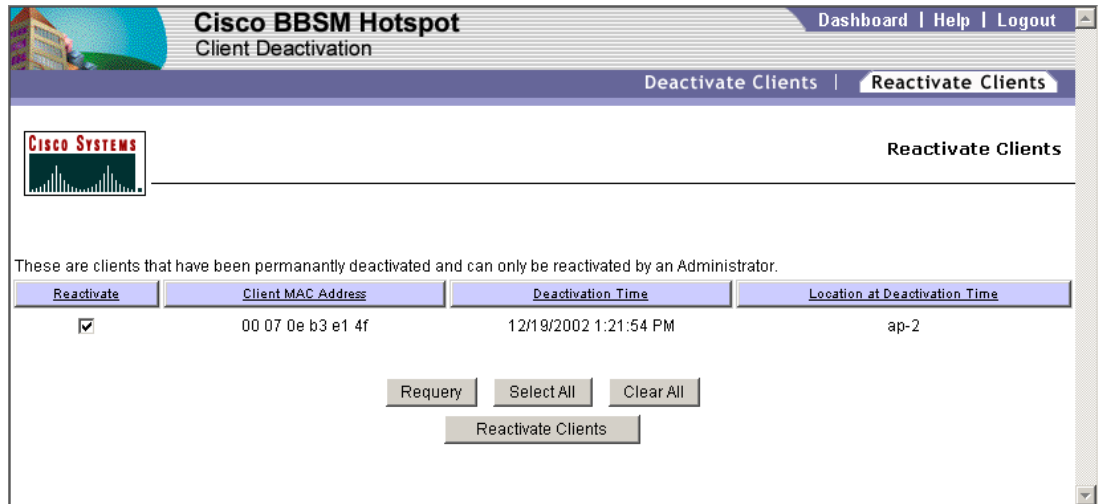 Cisco BBSM Hotspot
Dashboard | Help | Logout
Client Deactivation
Deactivate Clients | Reactivate Clients
CISCO SYSTEMS
Reactivate Clients
These are clients that have been permanantly deactivated and can only be reactivated by an Administrator.
Reactivate Client MAC Address Deactivation Time Location at Deactivation Time
00 07 0e b3 e1 4f 12/19/2002 1:21:54 PM ap-2
Requery Select All Clear All
Reactivate Clients